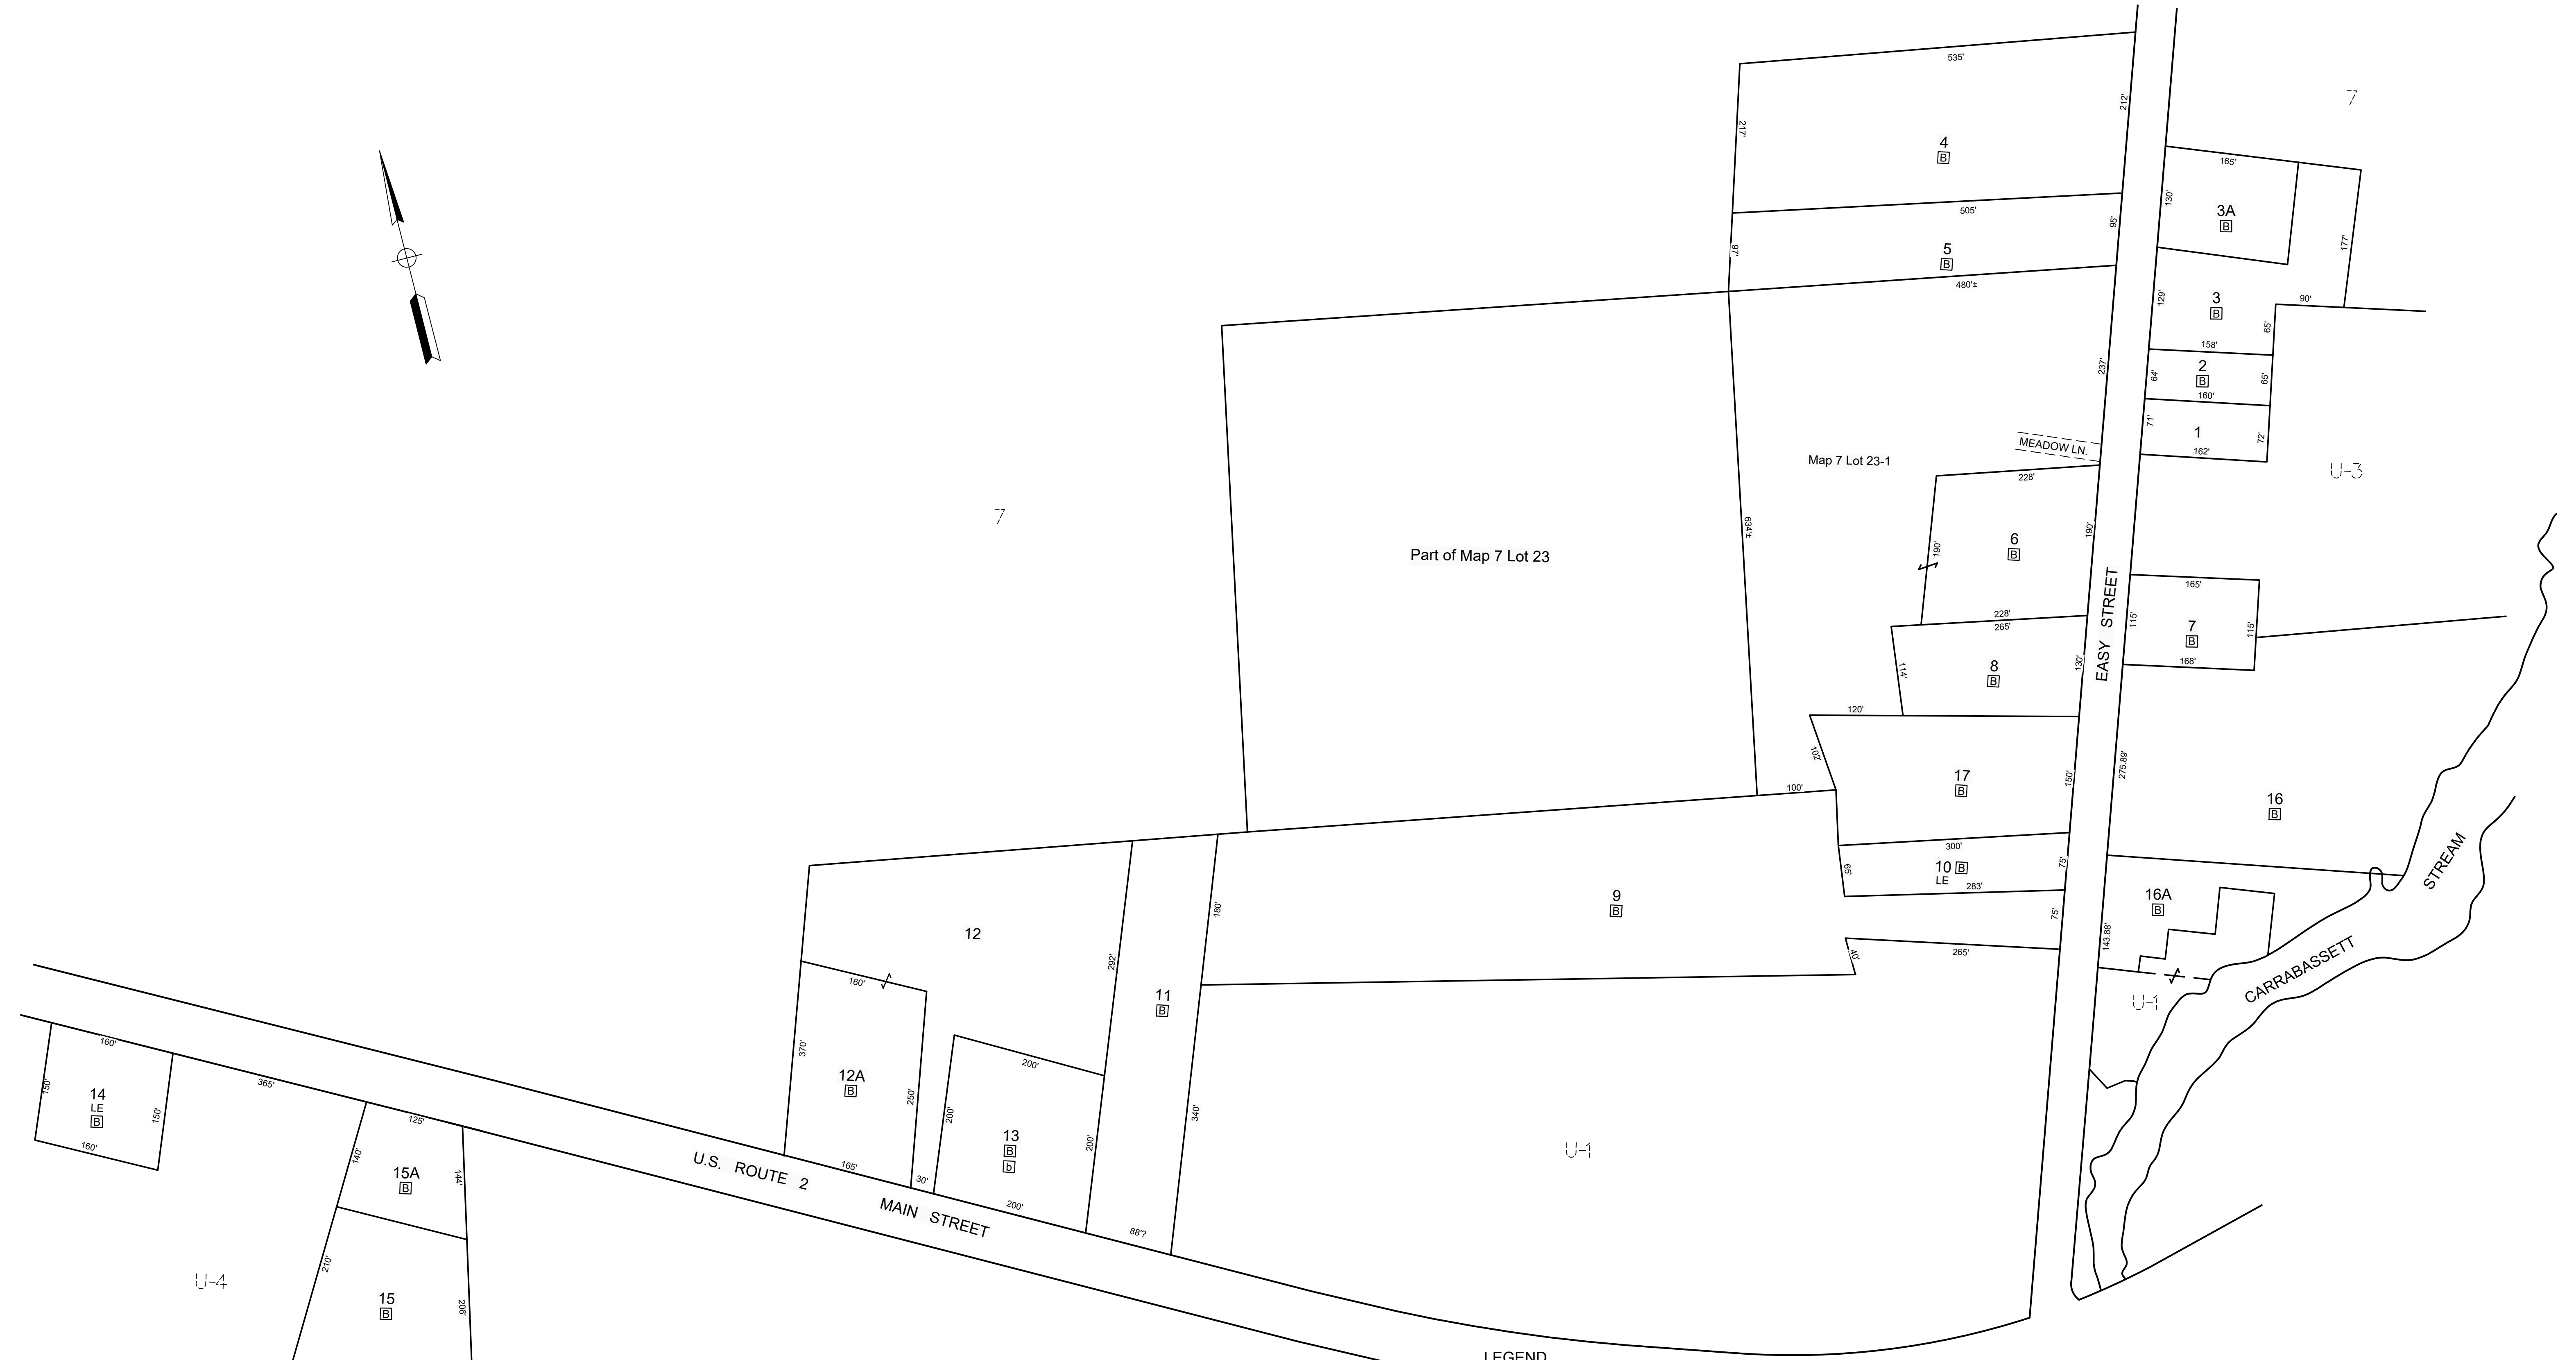 535'
212'
217'
4
B
7
165'
130'
3A
B
177'
505'
95'
97'
5
B
480'±
129'
3
B
90'
65'
158'
237'
64'
2
B
65'
160'
71'
1
72'
162'
MEADOW LN.
Map 7 Lot 23-1
U-3
228'
190'
190'
6
B
7
634'±
Part of Map 7 Lot 23
EASY STREET
165'
115'
7
B
115'
168'
228'
265'
114'
8
B
130'
120'
102'
17
B
150'
275.89'
100'
16
B
300'
10 B
LE
65'
75'
283'
STREAM
16A
B
9
B
180'
75'
143.88'
40'
265'
CARRABASSETT
U-1
12
292'
160'
11
B
370'
12A
B
250'
200'
200'
13
B
b
200'
340'
165'
30'
200'
88'?
U-1
160'
150'
14
LE
B
150'
160'
365'
125'
140'
15A
B
144'
U.S. ROUTE 2
MAIN STREET
210'
U-4
15
B
206'
LEGEND